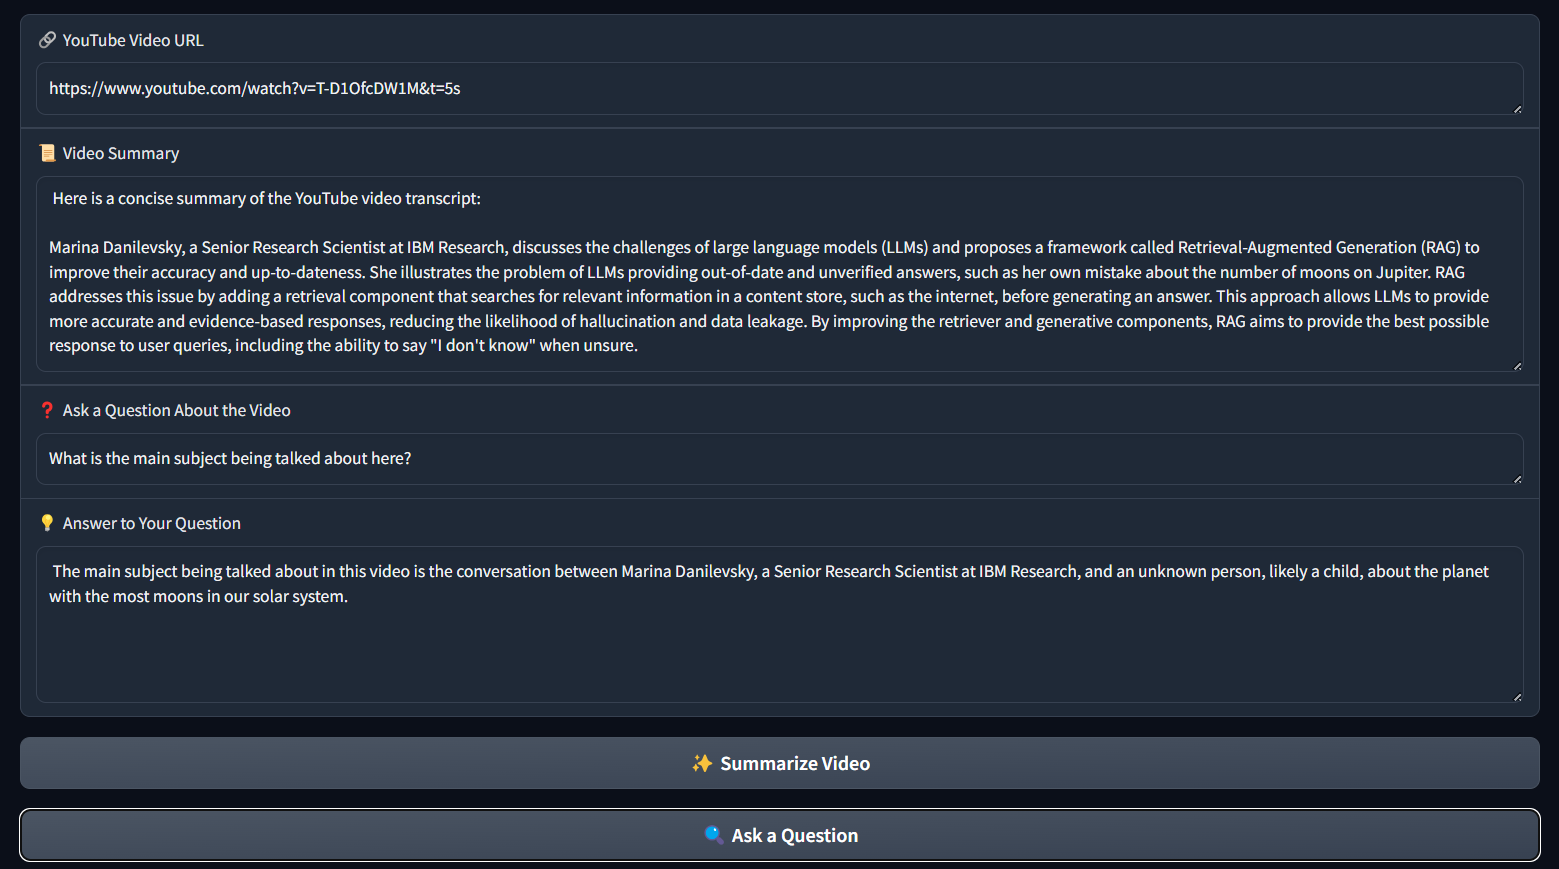 🔗 YouTube Video URL
https://www.youtube.com/watch?v=T-D1OfcDW1M&t=5s
📜 Video Summary
Here is a concise summary of the YouTube video transcript:
Marina Danilevsky, a Senior Research Scientist at IBM Research, discusses the challenges of large language models (LLMs) and proposes a framework called Retrieval-Augmented Generation (RAG) to
improve their accuracy and up-to-dateness. She illustrates the problem of LLMs providing out-of-date and unverified answers, such as her own mistake about the number of moons on Jupiter. RAG
addresses this issue by adding a retrieval component that searches for relevant information in a content store, such as the internet, before generating an answer. This approach allows LLMs to provide
more accurate and evidence-based responses, reducing the likelihood of hallucination and data leakage. By improving the retriever and generative components, RAG aims to provide the best possible
response to user queries, including the ability to say "I don't know" when unsure.
❓ Ask a Question About the Video
What is the main subject being talked about here?
💡 Answer to Your Question
The main subject being talked about in this video is the conversation between Marina Danilevsky, a Senior Research Scientist at IBM Research, and an unknown person, likely a child, about the planet
with the most moons in our solar system.
✨ Summarize Video
🔍 Ask a Question